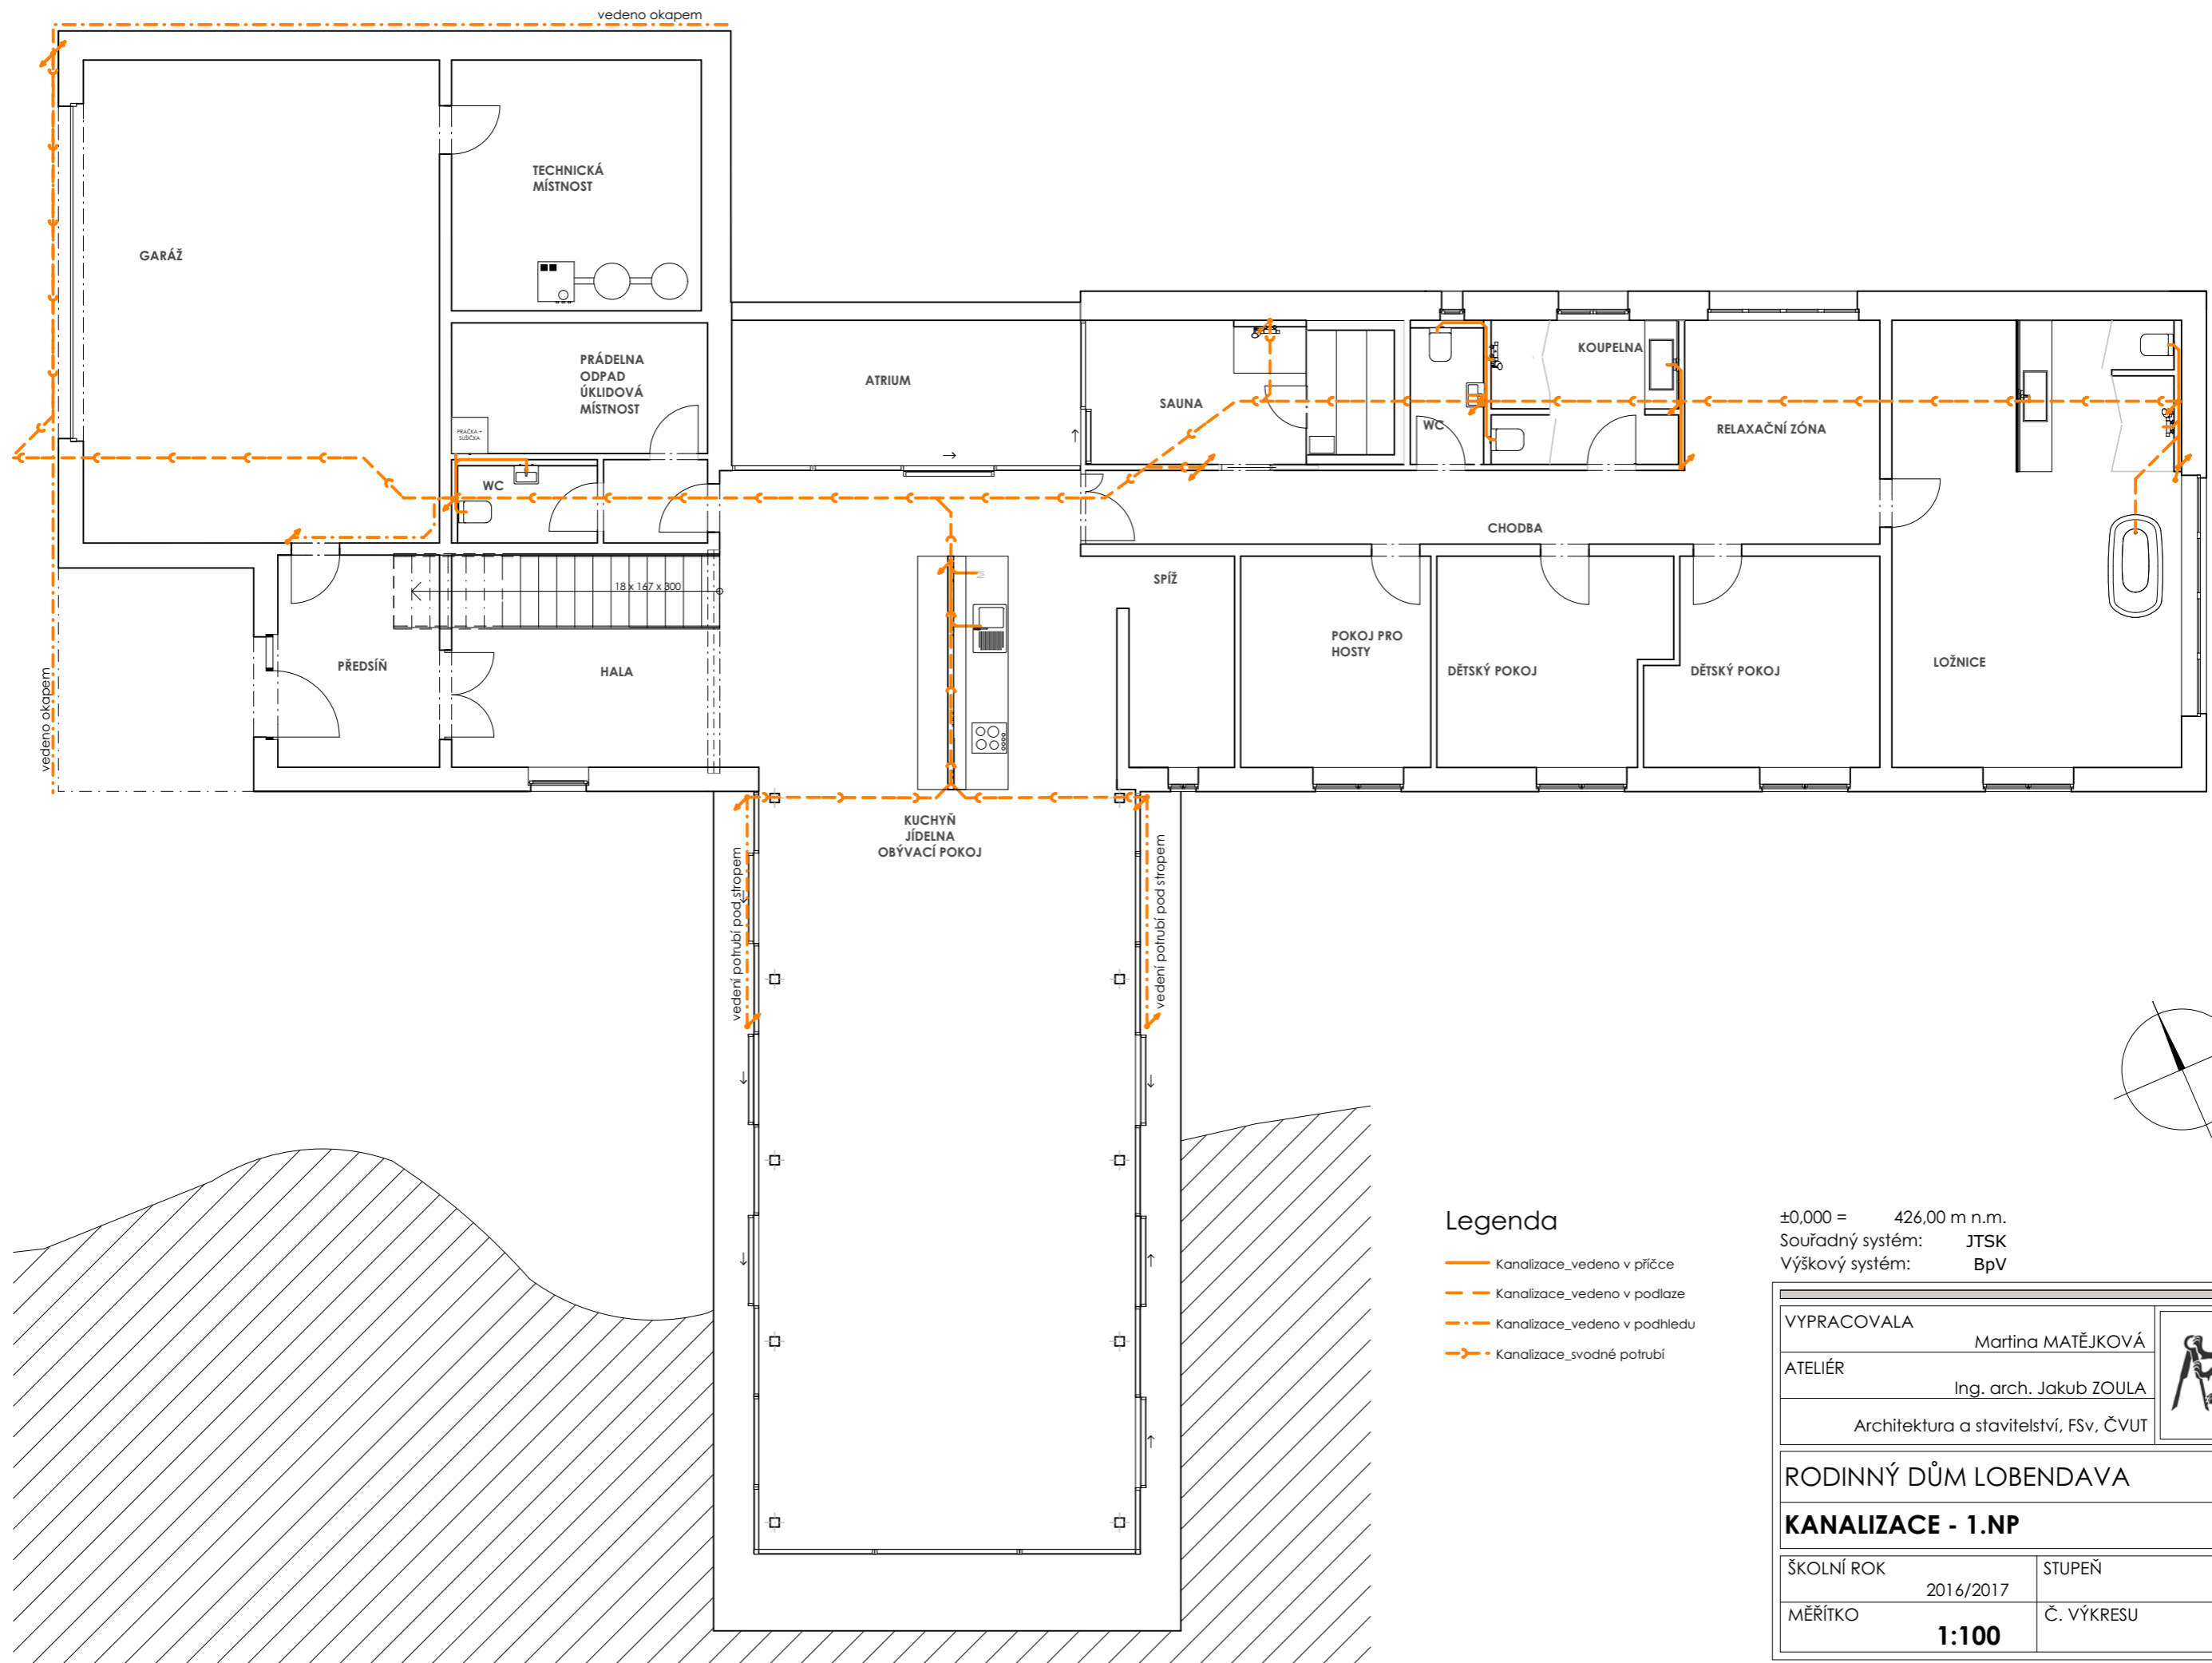 vedeno okapem
TECHNICKÁ
MÍSTNOST
GARÁŽ
PRÁDELNA
ODPAD
ÚKLIDOVÁ
MÍSTNOST
PRAČKA +
SUŠIČKA
ATRIUM
SAUNA
WC
KOUPELNA
RELAXAČNÍ ZÓNA
WC
CHODBA
18 x 167 x 300
SPÍŽ
PŘEDSÍŇ
HALA
POKOJ PRO
HOSTY
DĚTSKÝ POKOJ
DĚTSKÝ POKOJ
LOŽNICE
vedeno okapem
KUCHYŇ
JÍDELNA
OBÝVACÍ POKOJ
vedení potrubí pod stropem
vedení potrubí pod stropem
Legenda
Kanalizace_vedeno v příčce
Kanalizace_vedeno v podlaze
Kanalizace_vedeno v podhledu
Kanalizace_svodné potrubí
±0,000 = 426,00 m n.m.
Souřadný systém: JTSK
Výškový systém: BpV
VYPRACOVALA
Martina MATĚJKOVÁ
ATELIÉR
Ing. arch. Jakub ZOULA
Architektura a stavitelství, FSv, ČVUT
RODINNÝ DŮM LOBENDAVA
KANALIZACE - 1.NP
ŠKOLNÍ ROK
2016/2017
STUPEŇ
MĚŘÍTKO
1:100
Č. VÝKRESU